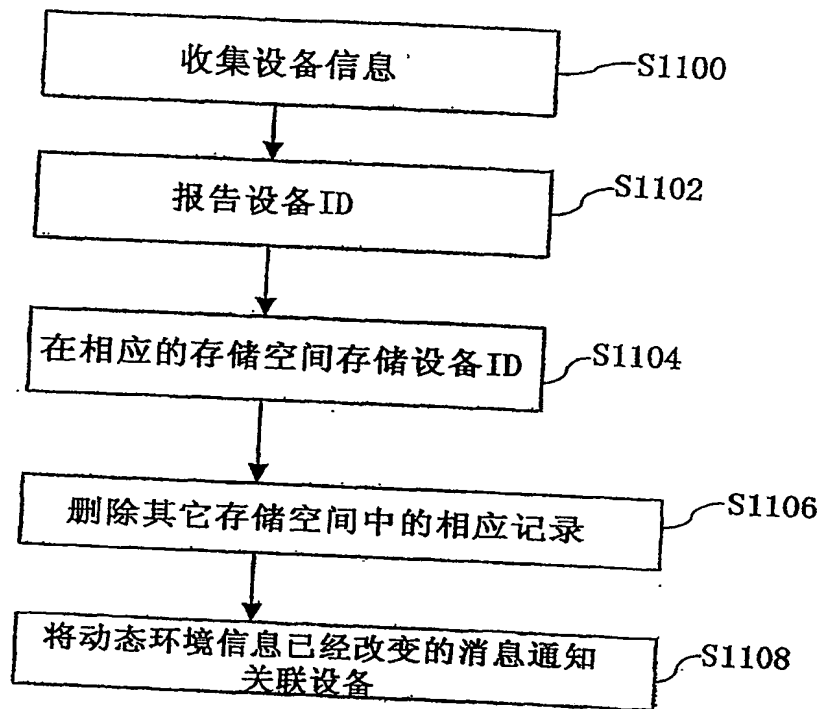 收集设备信息
S1100
报告设备ID
S1102
在相应的存储空间存储设备ID
S1104
删除其它存储空间中的相应记录
S1106
将动态环境信息已经改变的消息通知
关联设备
S1108